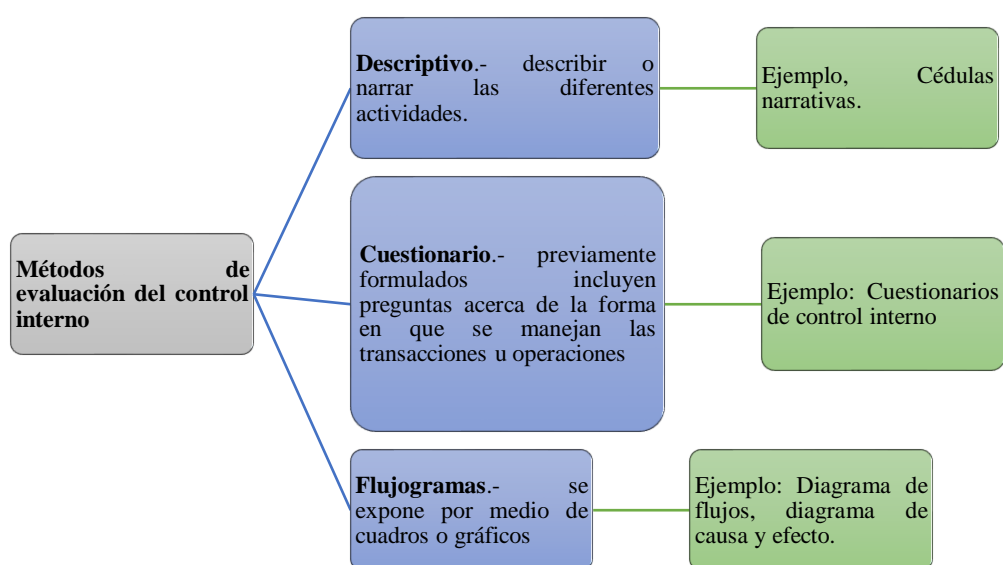 Métodos de
evaluación del control
interno
Descriptivo.- describir o
narrar las diferentes
actividades.
Ejemplo, Cédulas
narrativas.
Cuestionario.- previamente
formulados incluyen
preguntas acerca de la forma
en que se manejan las
transacciones u operaciones
Ejemplo: Cuestionarios
de control interno
Flujogramas.- se
expone por medio de
cuadros o gráficos
Ejemplo: Diagrama de
flujos, diagrama de
causa y efecto.